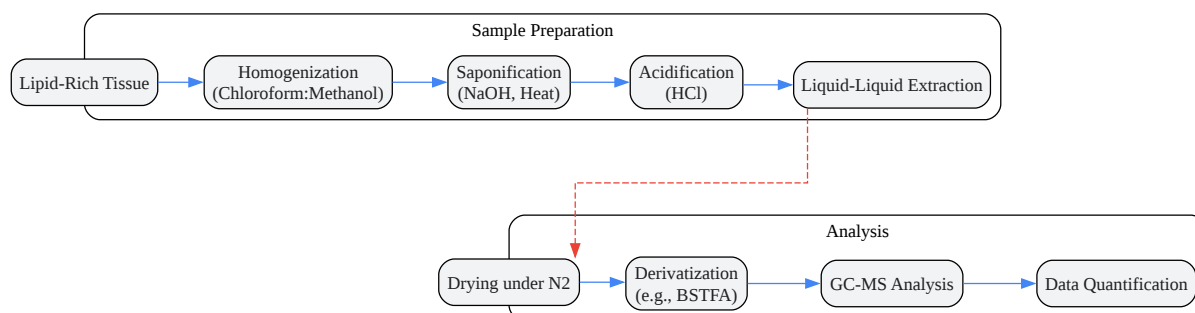 Sample Preparation
Lipid-Rich Tissue
Homogenization
(Chloroform:Methanol)
Saponification
(NaOH, Heat)
Acidification
(HCl)
Liquid-Liquid Extraction
Analysis
Drying under N2
Derivatization
(e.g., BSTFA)
GC-MS Analysis
Data Quantification